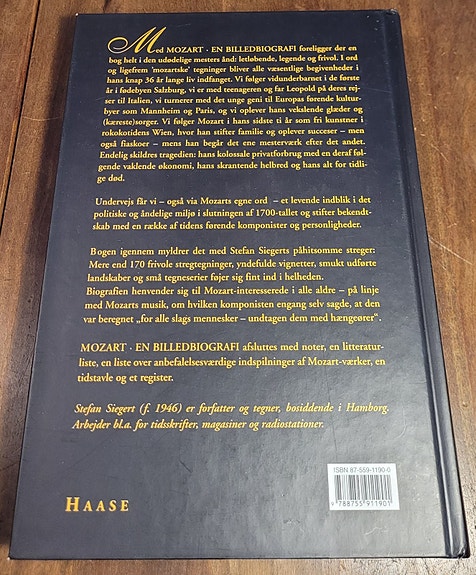 Med MOZART · EN BILLEDBIOGRAFI foreligger der en
bog helt i den udødelige mesters ånd: letløbende, legende og frivol. I ord
og ligefrem 'mozartske' tegninger bliver alle væsentlige begivenheder i
hans knap 36 år lange liv indfanget. Vi følger vidunderbarnet i de første
år i fødebyen Salzburg, vi er med teenageren og far Leopold på deres rej-
ser til Italien, vi turnerer med det unge geni til Europas førende kultur-
byer som Mannheim og Paris, og vi oplever hans vekslende glæder og
(kæreste)sorger. Vi følger Mozart i hans sidste ti år som fri kunstner i
rokokotidens Wien, hvor han stifter familie og oplever succeser – men
også fiaskoer – mens han begår det ene mesterværk efter det andet.
Endelig skildres tragedien: hans kolossale privatforbrug med en deraf føl-
gende vaklende økonomi, hans skrantende helbred og hans alt for tidli-
ge død.
Undervejs får vi – også via Mozarts egne ord – et levende indblik i det
politiske og åndelige miljø i slutningen af 1700-tallet og stifter bekendt-
skab med en række af tidens førende komponister og personligheder.
Bogen igennem myldrer det med Stefan Siegerts påhitsomme streger:
Mere end 170 frivole stregtegninger, yndefulde vignetter, smukt udførte
landskaber og små tegneserier føjer sig fint ind i helheden.
Biografien henvender sig til Mozart-interesserede i alle aldre – på linje
med Mozarts musik, om hvilken komponisten engang selv sagde, at den
var beregnet „for alle slags mennesker – undtagen dem med hængeører".
MOZART · EN BILLEDBIOGRAFI afsluttes med noter, en litteratur-
liste, en liste over anbefalelsesværdige indspilninger af Mozart-værker, en
tidstavle og et register.
Stefan Siegert (f. 1946) er forfatter og tegner, bosiddende i Hamborg.
Arbejder bl.a. for tidsskrifter, magasiner og radiostationer.
ISBN 87-559-1190-0
9 788755 911901
HAASE